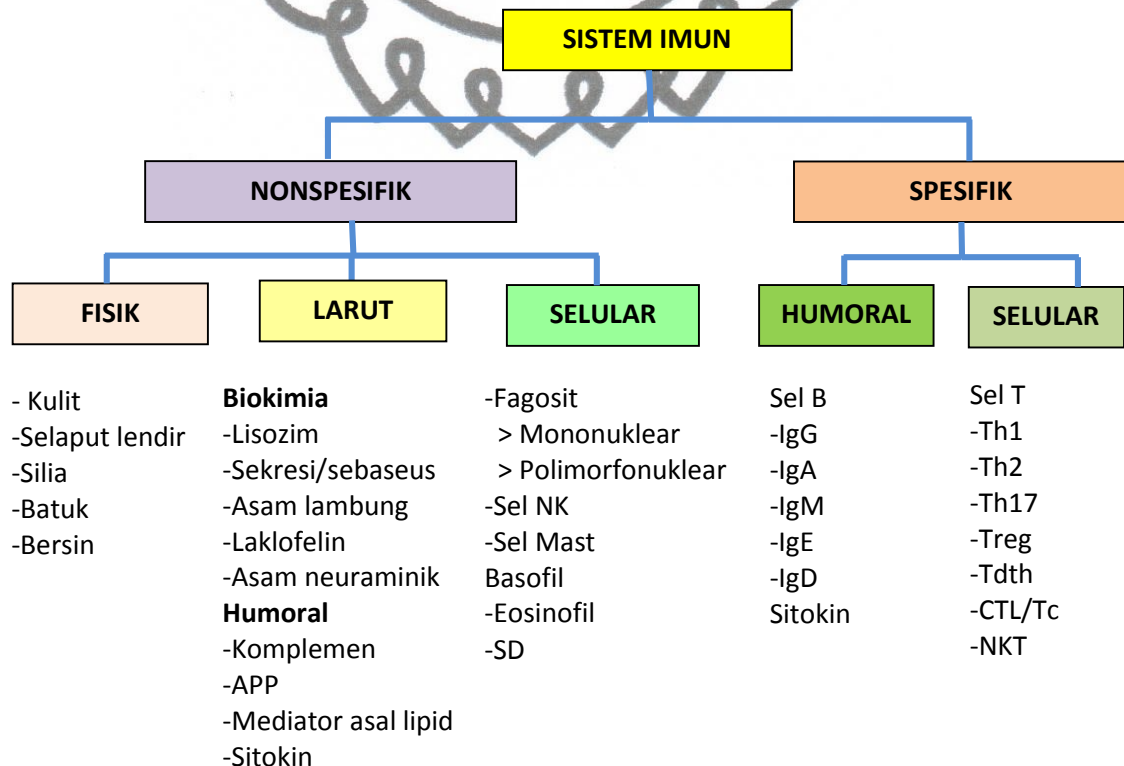 SISTEM IMUN
NONSPESIFIK
SPESIFIK
FISIK
LARUT
SELULAR
HUMORAL
SELULAR
- Kulit
-Selaput lendir
-Silia
-Batuk
-Bersin
Biokimia
-Lisozim
-Sekresi/sebaseus
-Asam lambung
-Laklofelin
-Asam neuraminik
Humoral
-Komplemen
-APP
-Mediator asal lipid
-Sitokin
-Fagosit
> Mononuklear
> Polimorfonuklear
-Sel NK
-Sel Mast
Basofil
-Eosinofil
-SD
Sel B
-IgG
-IgA
-IgM
-IgE
-IgD
Sitokin
Sel T
-Th1
-Th2
-Th17
-Treg
-Tdth
-CTL/Tc
-NKT